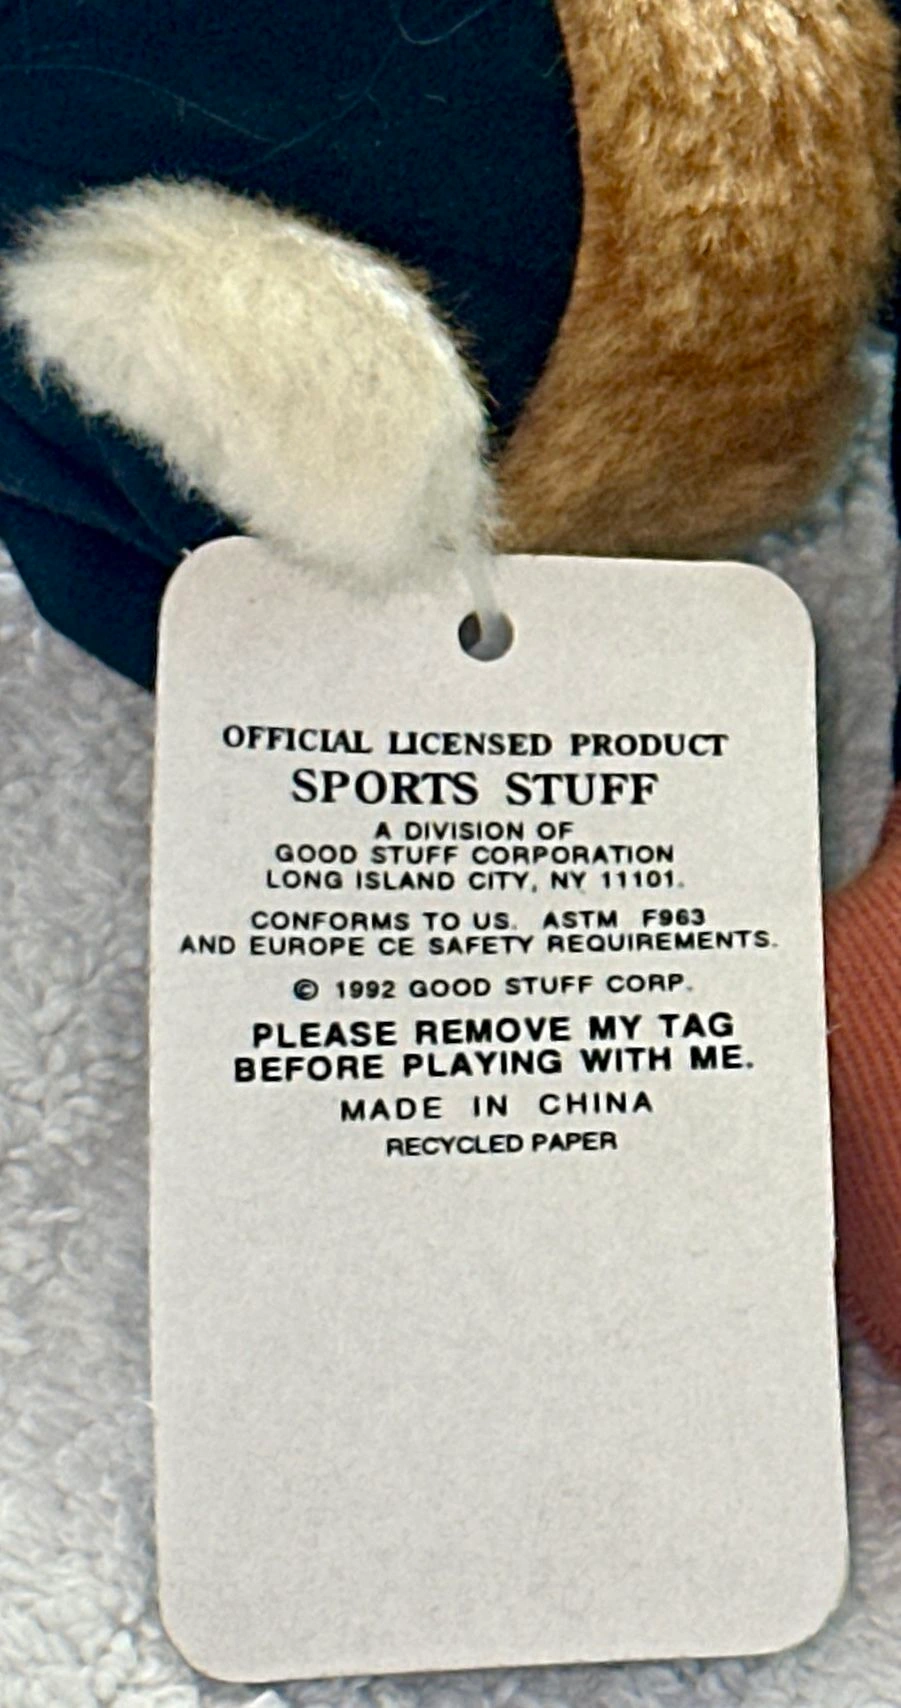 OFFICIAL LICENSED PRODUCT
SPORTS STUFF
A DIVISION OF
GOOD STUFF CORPORATION
LONG ISLAND CITY, NY 11101.
CONFORMS TO US. ASTM F963
AND EUROPE CE SAFETY REQUIREMENTS.
© 1992 GOOD STUFF CORP.
PLEASE REMOVE MY TAG
BEFORE PLAYING WITH ME.
MADE IN CHINA
RECYCLED PAPER